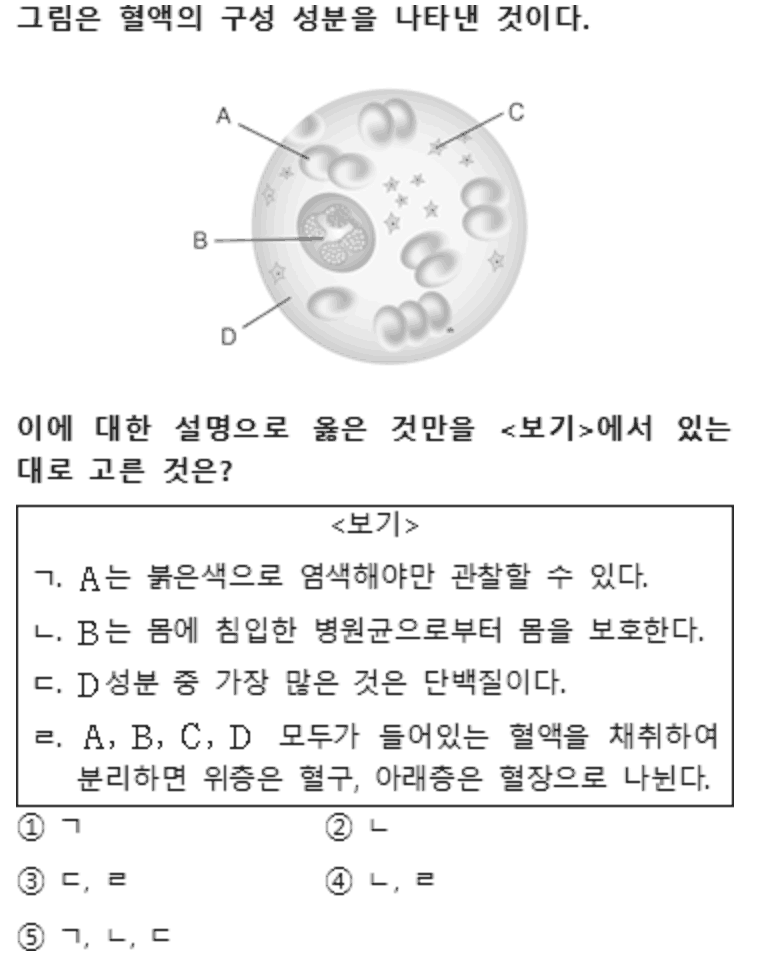 그림은 혈액의 구성 성분을 나타낸 것이다.
A
C
B
D
이에 대한 설명으로 옳은 것만을 <보기>에서 있는
대로 고른 것은?
<보기>
ㄱ. A는 붉은색으로 염색해야만 관찰할 수 있다.
ㄴ. B는 몸에 침입한 병원균으로부터 몸을 보호한다.
ㄷ. D성분 중 가장 많은 것은 단백질이다.
ㄹ. A, B, C, D 모두가 들어있는 혈액을 채취하여
분리하면 위층은 혈구, 아래층은 혈장으로 나뉜다.
① ㄱ ② ㄴ
③ ㄷ, ㄹ ④ ㄴ, ㄹ
⑤ ㄱ, ㄴ, ㄷ